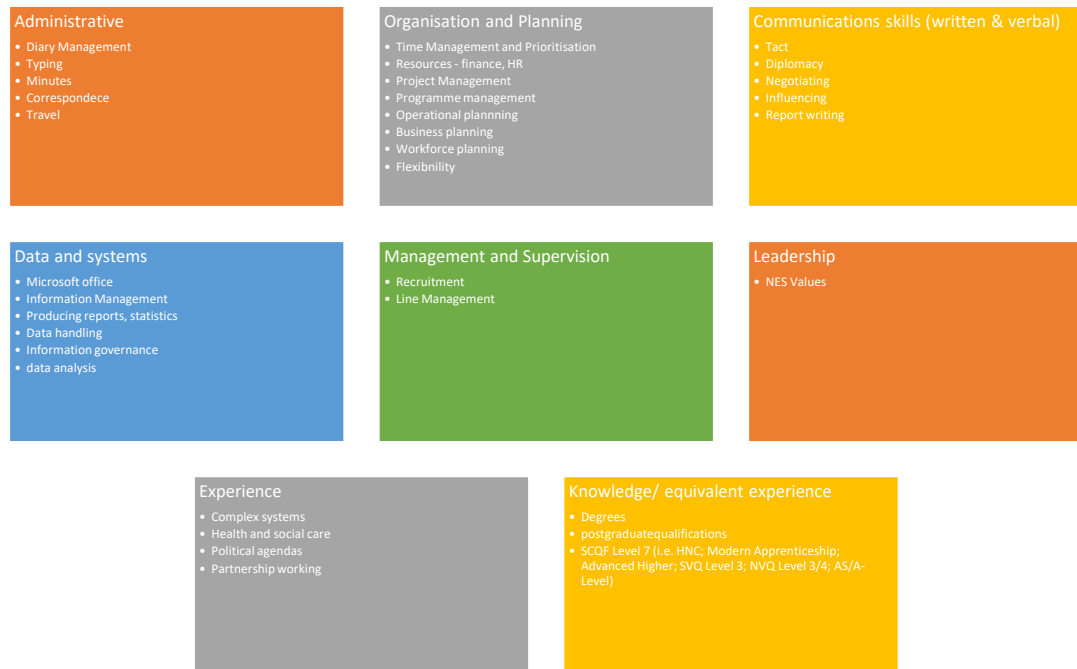 Administrative
• Diary Management
• Typing
• Minutes
• Correspondece
• Travel
Organisation and Planning
• Time Management and Prioritisation
• Resources - finance, HR
• Project Management
• Programme management
• Operational plannning
• Business planning
• Workforce planning
• Flexibnility
Communications skills (written & verbal)
• Tact
• Diplomacy
• Negotiating
• Influencing
• Report writing
Data and systems
• Microsoft office
• Information Management
• Producing reports, statistics
• Data handling
• Information governance
• data analysis
Management and Supervision
• Recruitment
• Line Management
Leadership
• NES Values
Experience
• Complex systems
• Health and social care
• Political agendas
• Partnership working
Knowledge/ equivalent experience
• Degrees
• postgraduatequalifications
• SCQF Level 7 (i.e. HNC; Modern Apprenticeship;
Advanced Higher; SVQ Level 3; NVQ Level 3/4; AS/A-
Level)